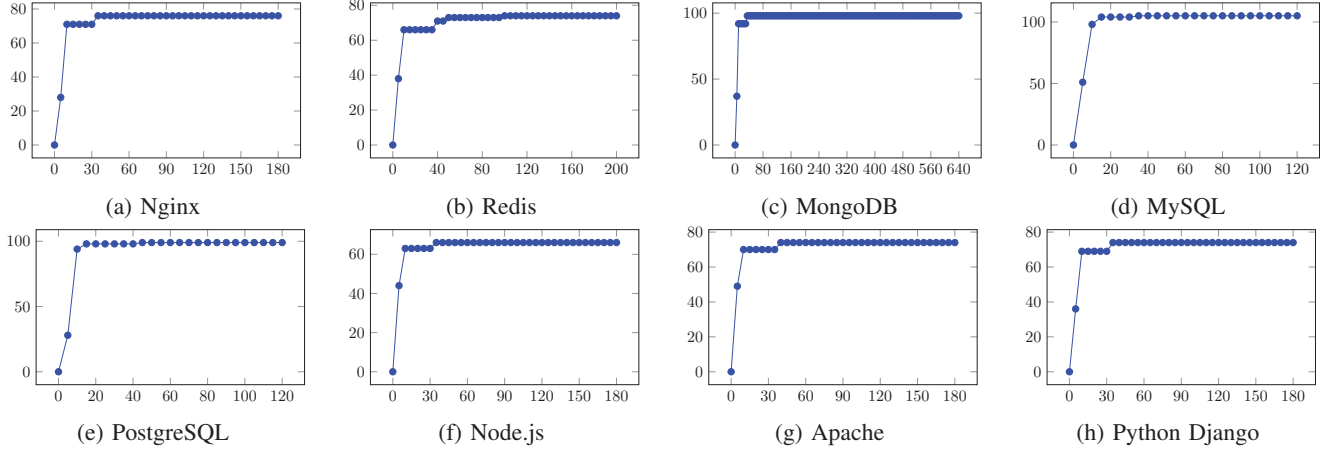 80
60
40
20
0
0 30 60 90 120 150 180
(a) Nginx
80
60
40
20
0
0 40 80 120 160 200
(b) Redis
100
50
0
0 80 160 240 320 400 480 560 640
(c) MongoDB
100
50
0
0 20 40 60 80 100 120
(d) MySQL
100
50
0
0 20 40 60 80 100 120
(e) PostgreSQL
60
40
20
0
0 30 60 90 120 150 180
(f) Node.js
80
60
40
20
0
0 30 60 90 120 150 180
(g) Apache
80
60
40
20
0
0 30 60 90 120 150 180
(h) Python Django